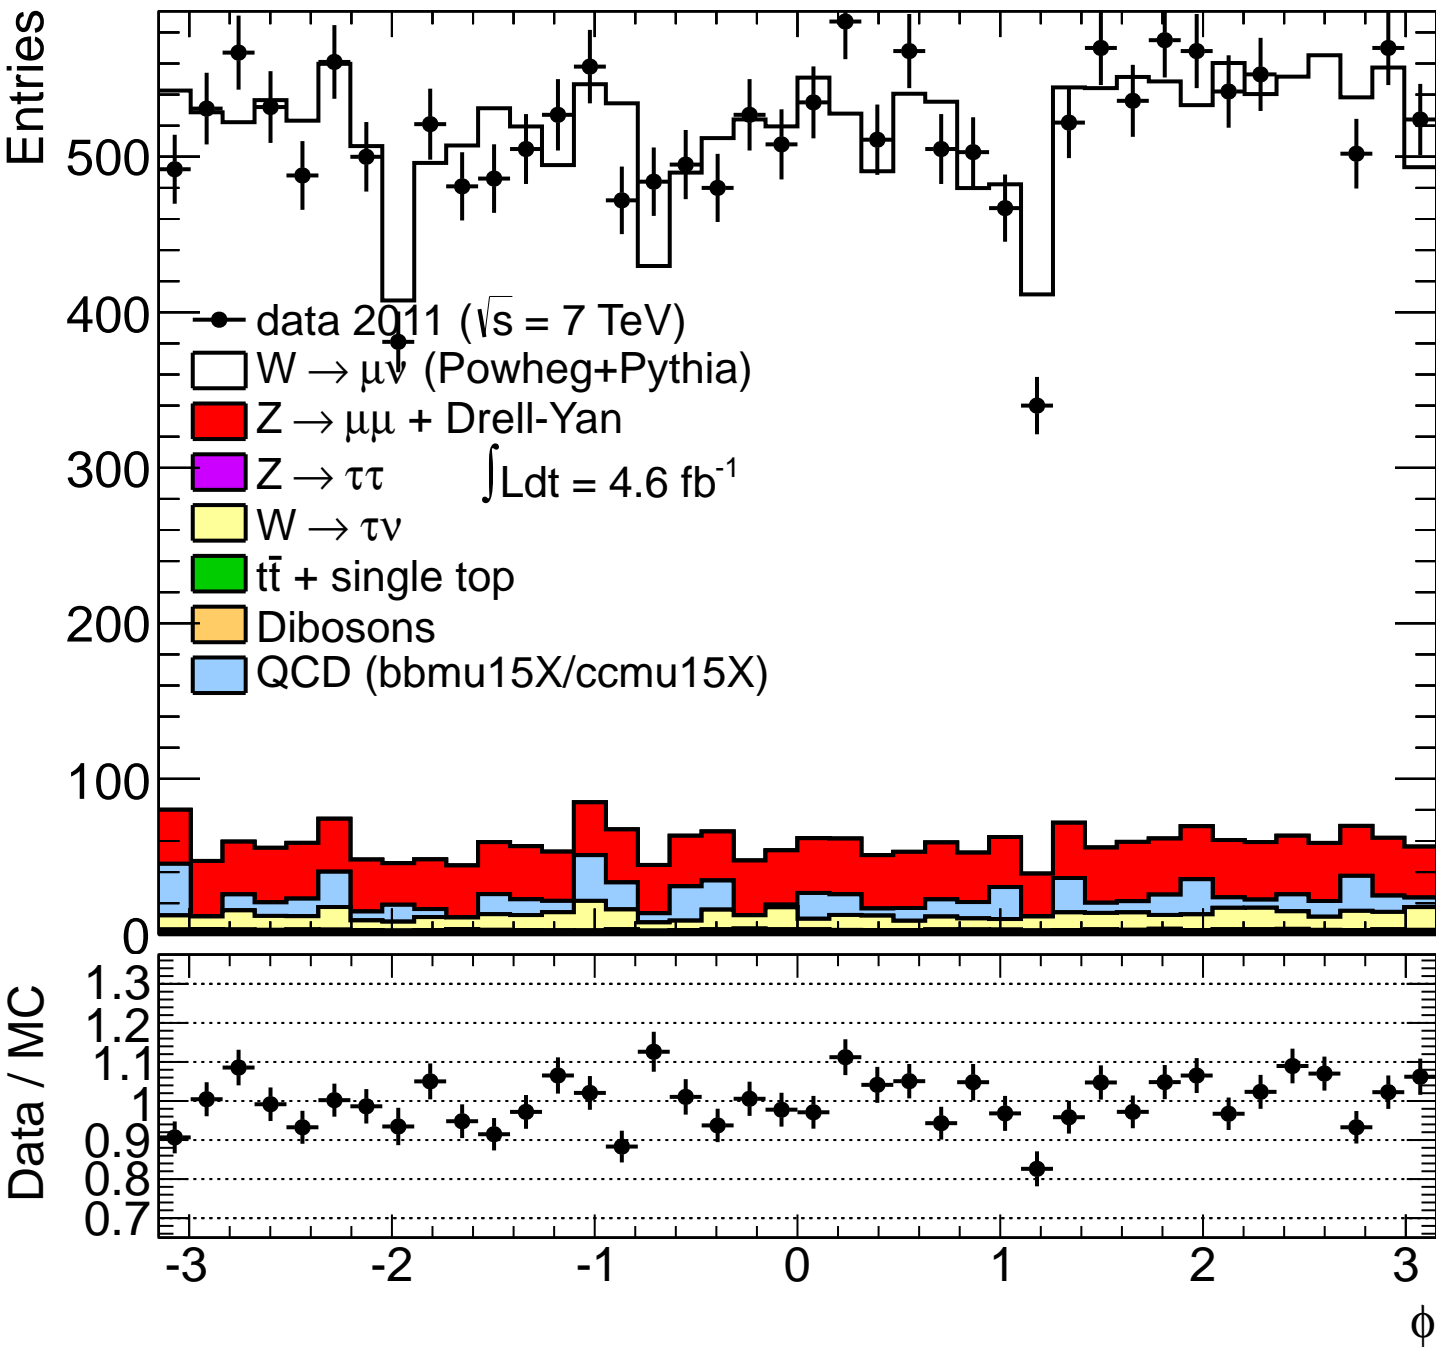 Entries
500
400
300
200
100
0
data 2011 (√s = 7 TeV)
W → μν (Powheg+Pythia)
Z → μμ + Drell-Yan
Z → ττ
∫Ldt = 4.6 fb⁻¹
W → τν
tt̄ + single top
Dibosons
QCD (bbmu15X/ccmu15X)
Data / MC
1.3
1.2
1.1
1
0.9
0.8
0.7
-3 -2 -1 0 1 2 3
ϕ